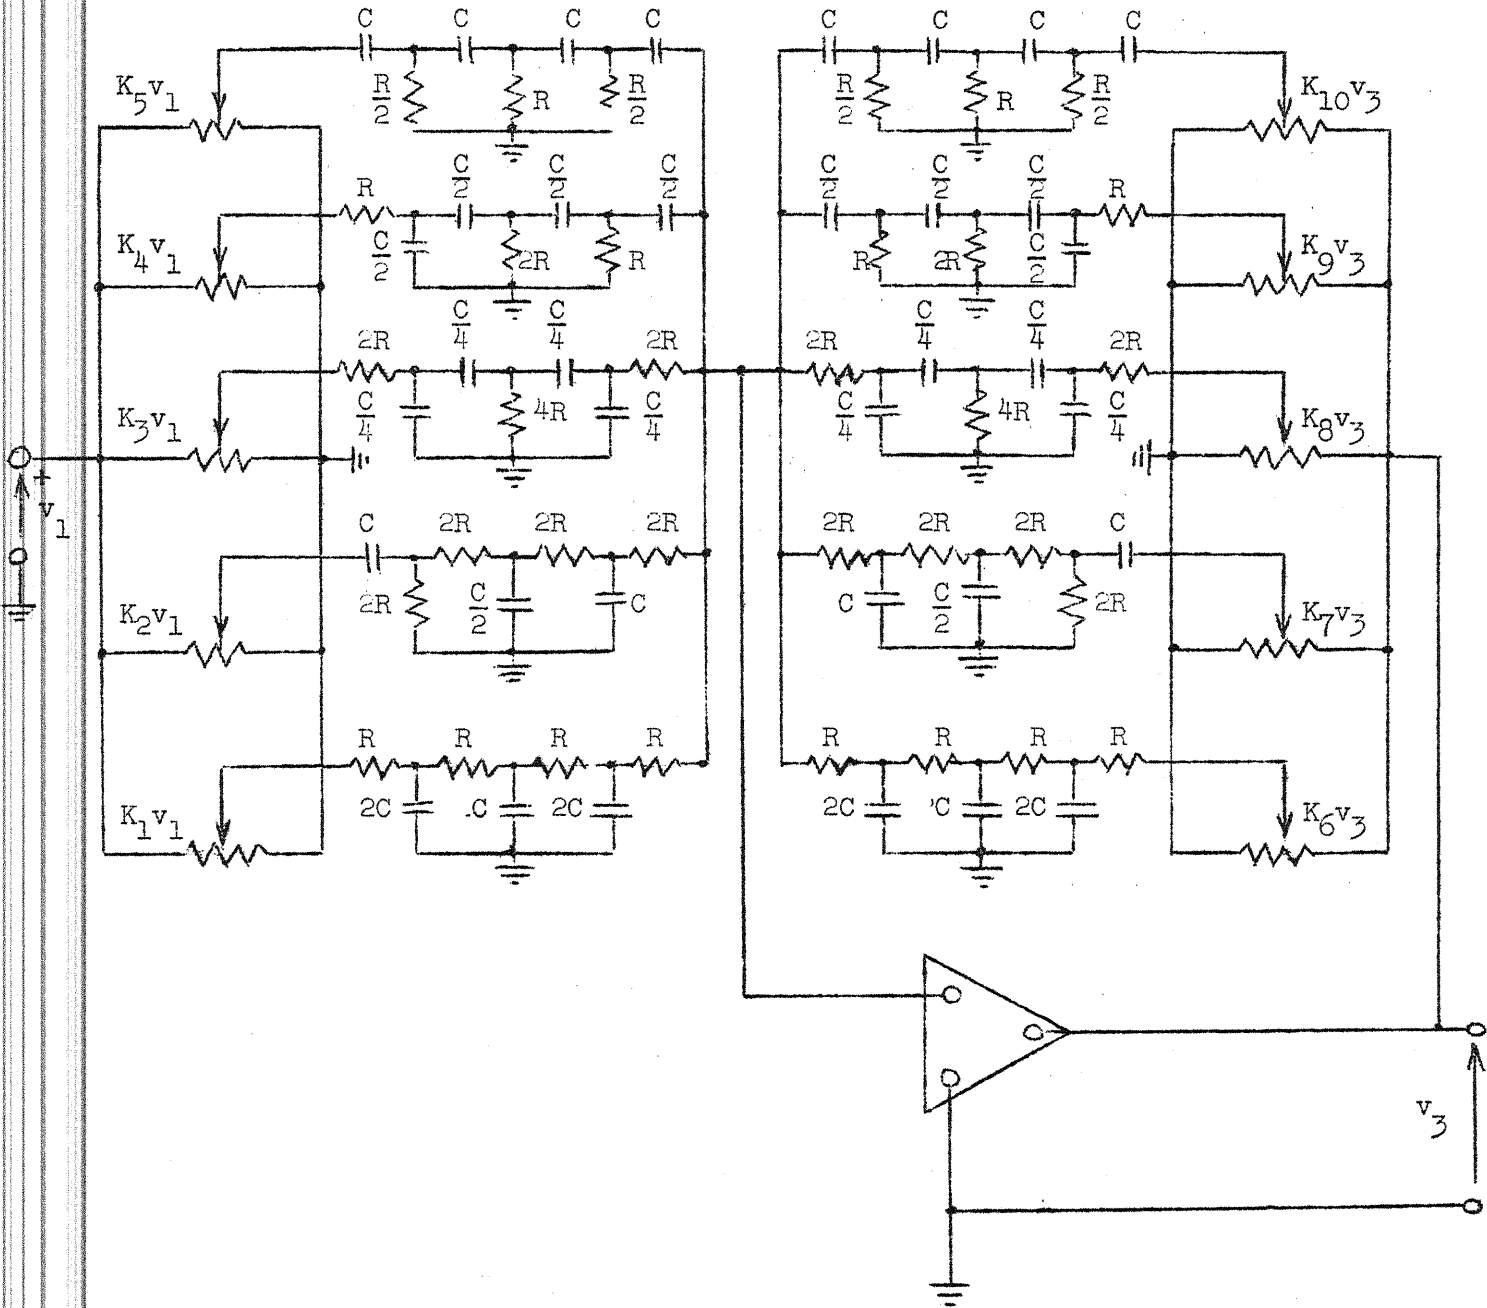 C C C C C C C C
K5v1 R/2 R R/2 R/2 R R/2 K10v3
R C/2 C/2 C/2 C/2 C/2 C/2 R
K4v1 C/2 2R R R 2R C/2 K9v3
2R C/4 C/4 2R 2R C/4 C/4 2R
K3v1 C/4 4R C/4 C/4 4R C/4 K8v3
+
v1
C 2R 2R 2R 2R 2R 2R C
K2v1 2R C/2 C C C/2 2R K7v3
R R R R R R R R
K1v1 2C C 2C 2C C 2C K6v3
v3